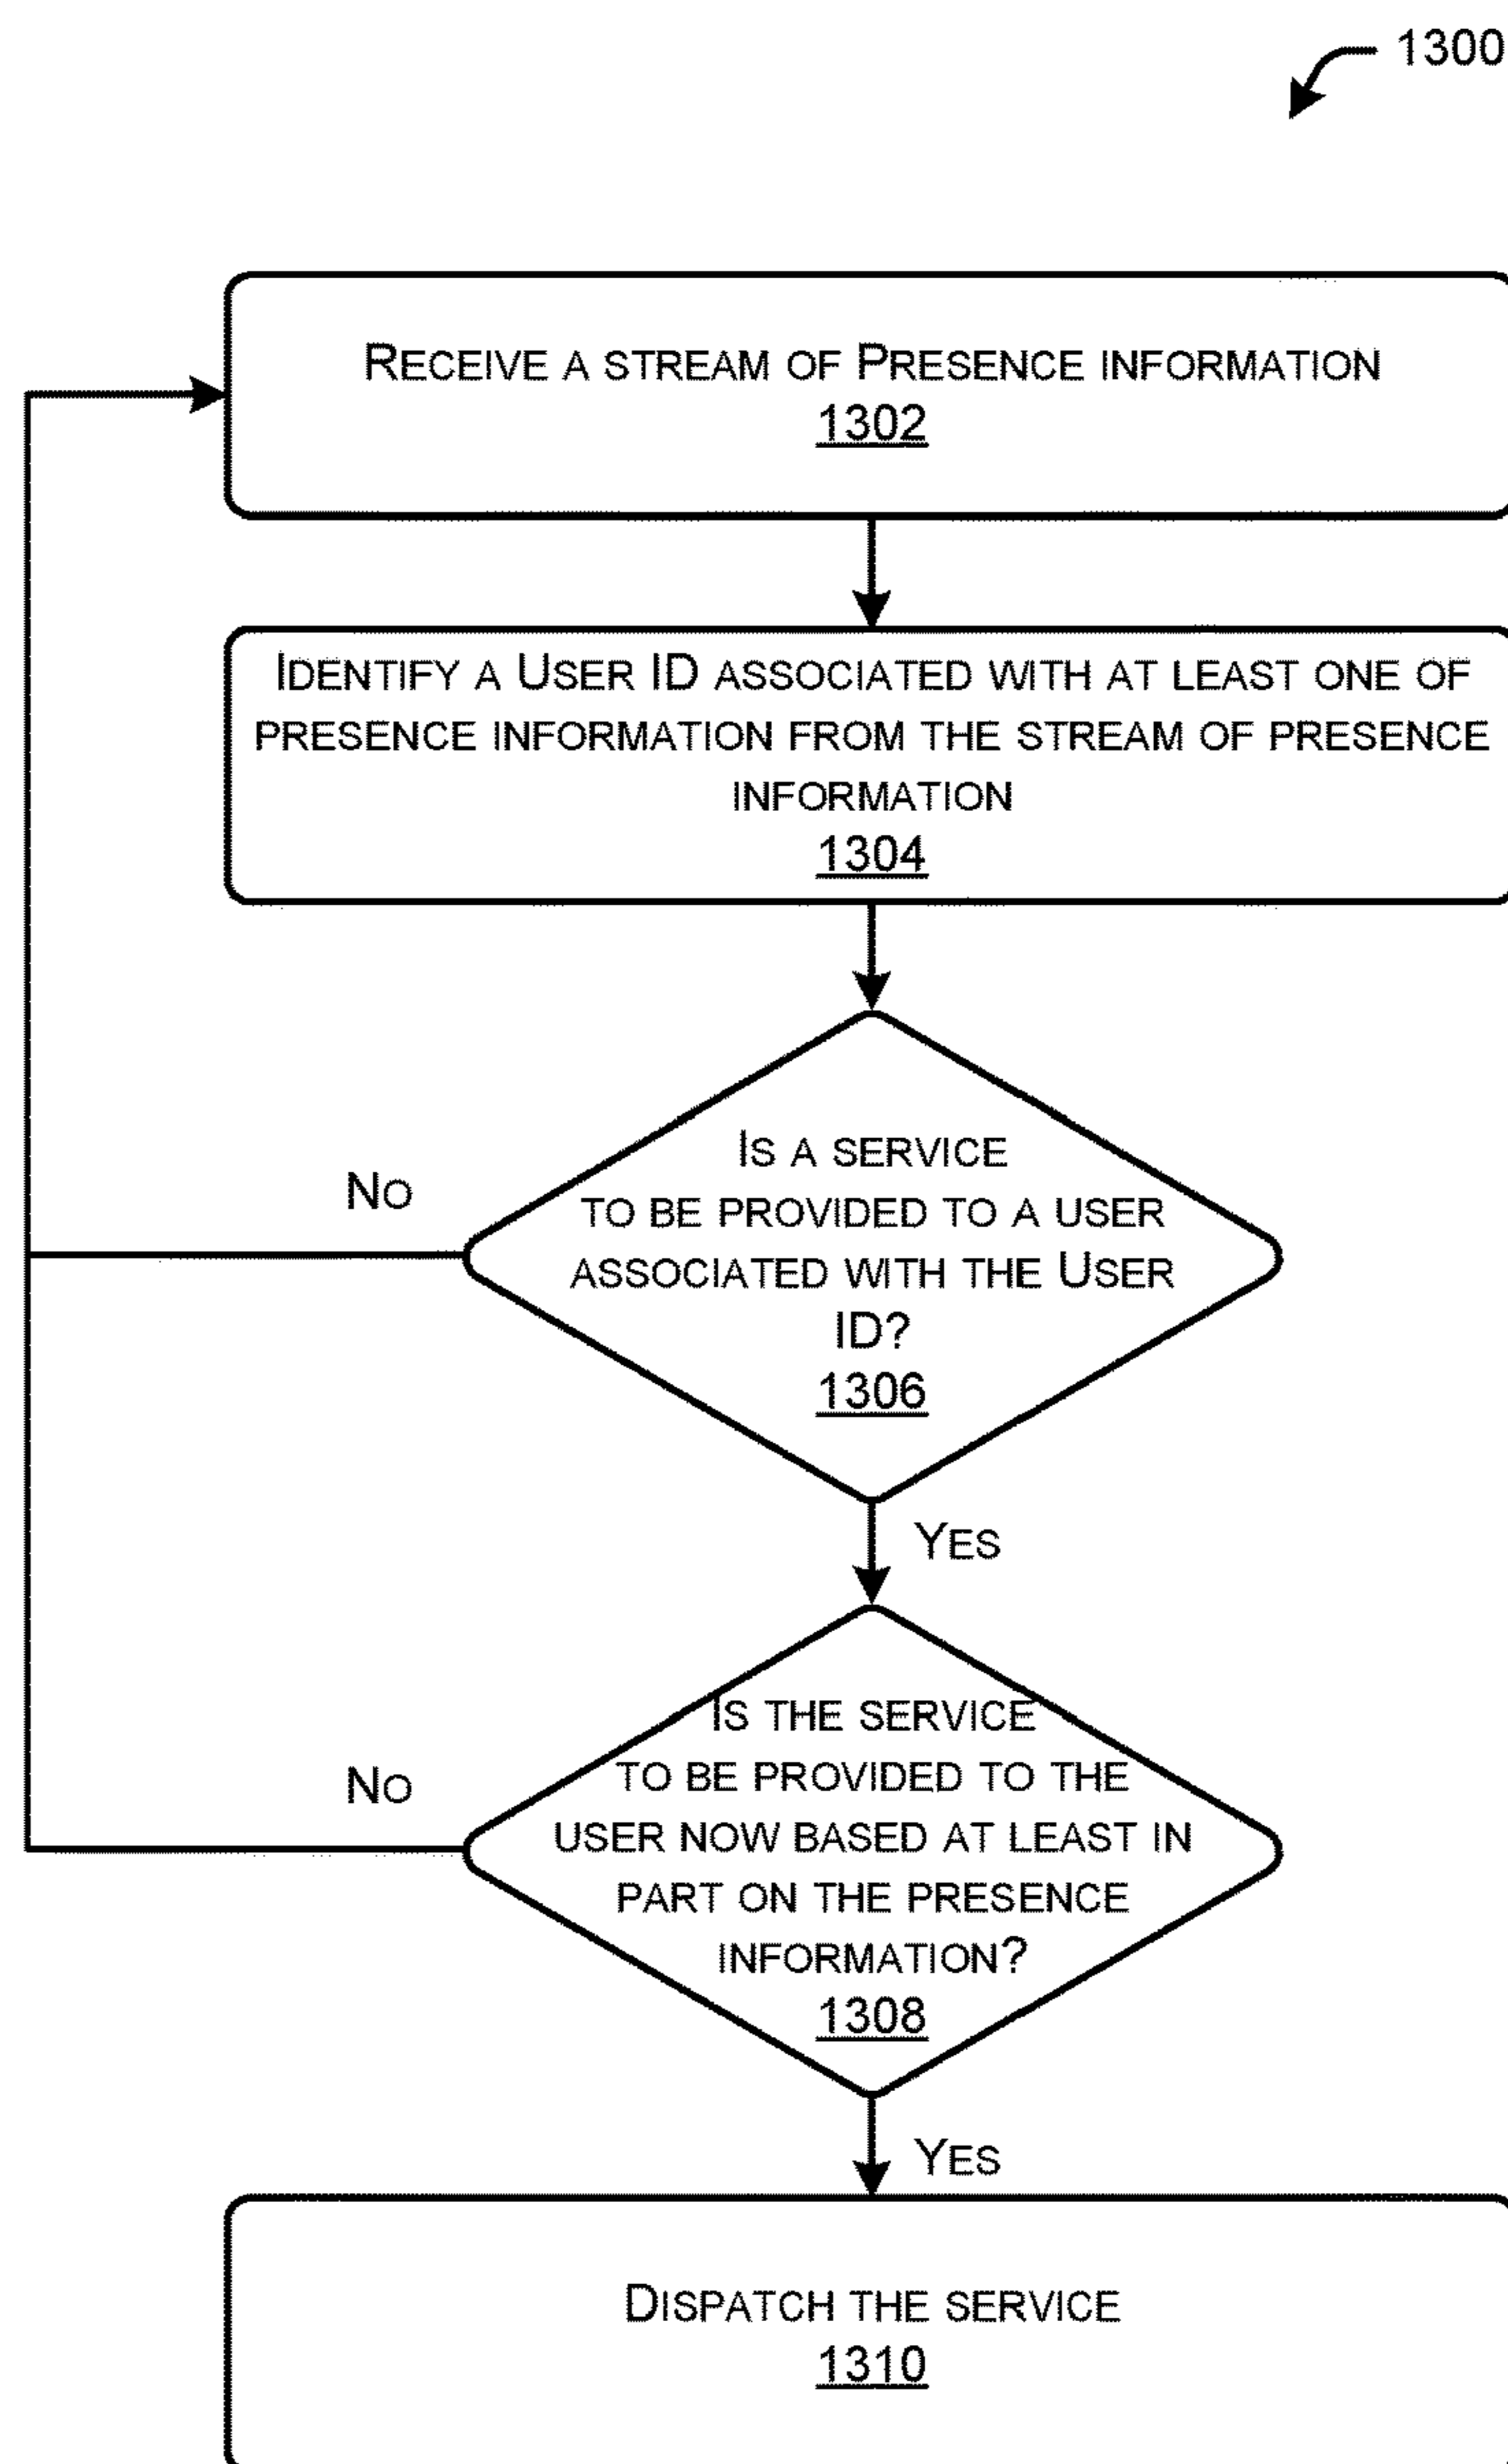 1300
RECEIVE A STREAM OF PRESENCE INFORMATION
1302
IDENTIFY A USER ID ASSOCIATED WITH AT LEAST ONE OF
PRESENCE INFORMATION FROM THE STREAM OF PRESENCE
INFORMATION
1304
IS A SERVICE
TO BE PROVIDED TO A USER
ASSOCIATED WITH THE USER
ID?
1306
NO
YES
IS THE SERVICE
TO BE PROVIDED TO THE
USER NOW BASED AT LEAST IN
PART ON THE PRESENCE
INFORMATION?
1308
NO
YES
DISPATCH THE SERVICE
1310